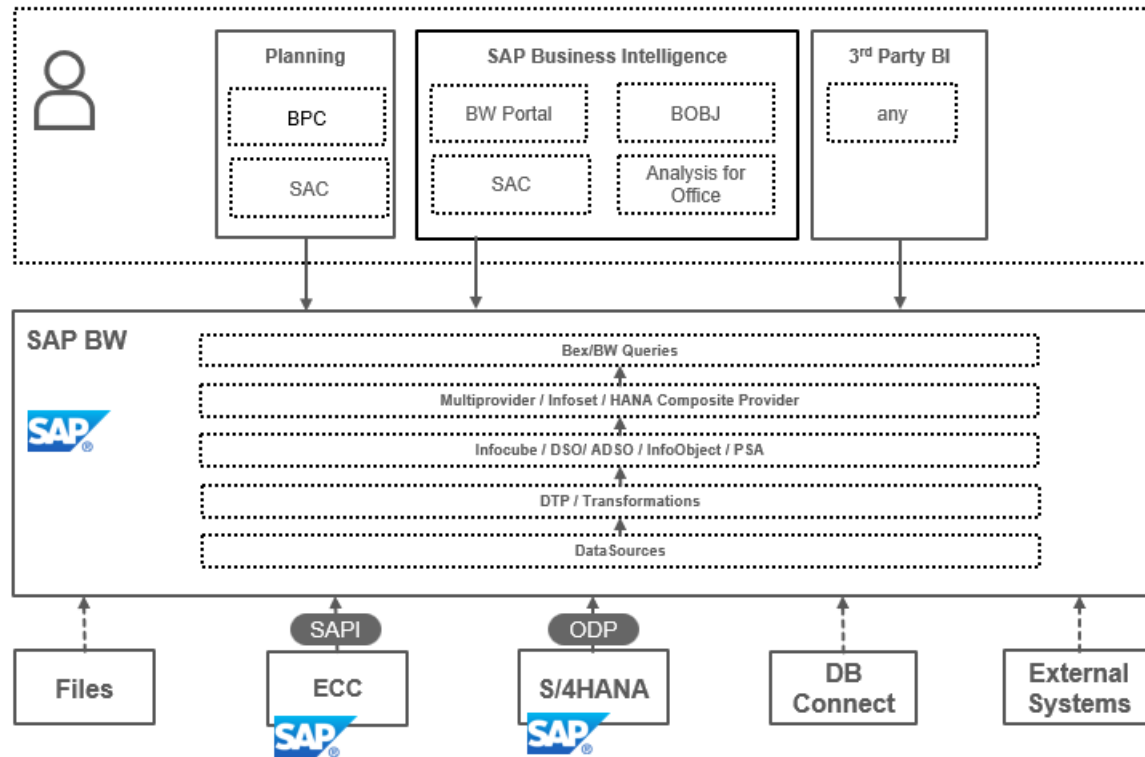 Planning
SAP Business Intelligence
3rd Party BI
BPC
BW Portal
BOBJ
any
SAC
SAC
Analysis for
Office
SAP BW
Bex/BW Queries
Multiprovider / Infoset / HANA Composite Provider
SAP®
Infocube / DSO/ ADSO / InfoObject / PSA
DTP / Transformations
DataSources
SAPI
ODP
Files
ECC
S/4HANA
DB
Connect
External
Systems
SAP®
SAP®